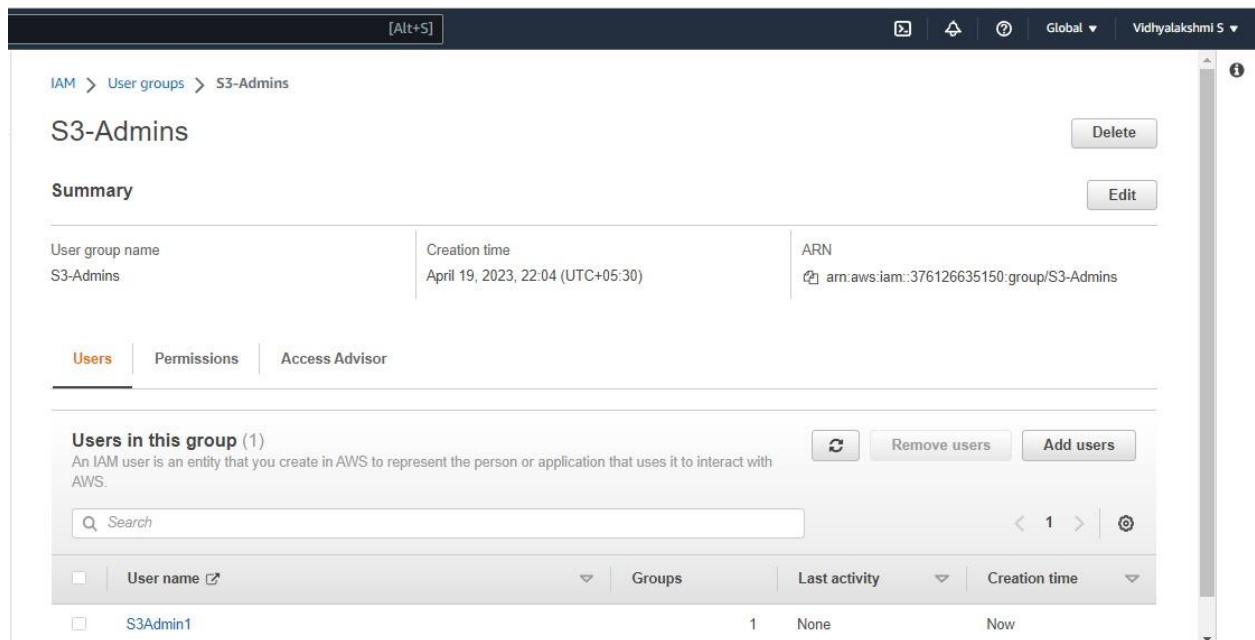 [Alt+S]
Global
Vidhyalakshmi S
IAM > User groups > S3-Admins
S3-Admins
Delete
Summary
Edit
User group name
Creation time
ARN
S3-Admins
April 19, 2023, 22:04 (UTC+05:30)
arn:aws:iam::376126635150:group/S3-Admins
Users
Permissions
Access Advisor
Users in this group (1)
Remove users
Add users
An IAM user is an entity that you create in AWS to represent the person or application that uses it to interact with
AWS.
Search
1
User name
Groups
Last activity
Creation time
S3Admin1
1
None
Now